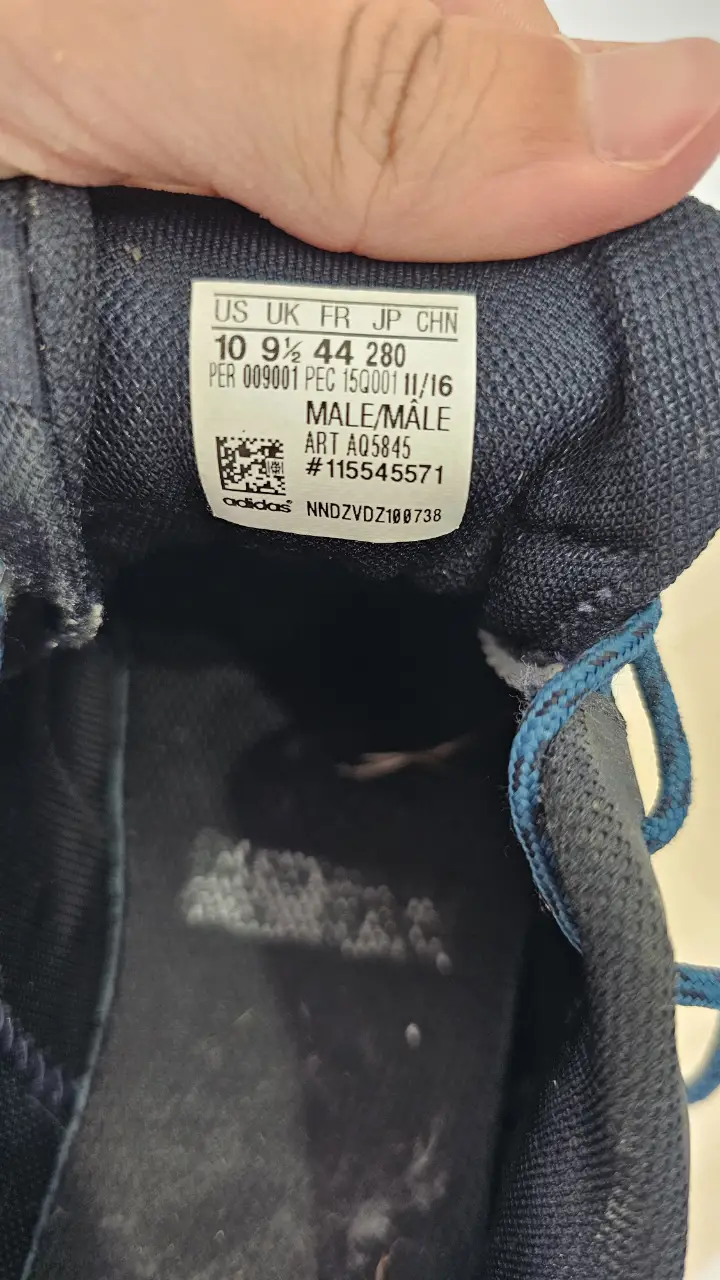 US UK FR JP CHN
10 9½ 44 280
PER 009001 PEC 15Q001 11/16
MALE/MÂLE
ART AQ5845
#115545571
adidas® NNDZVDZ100738